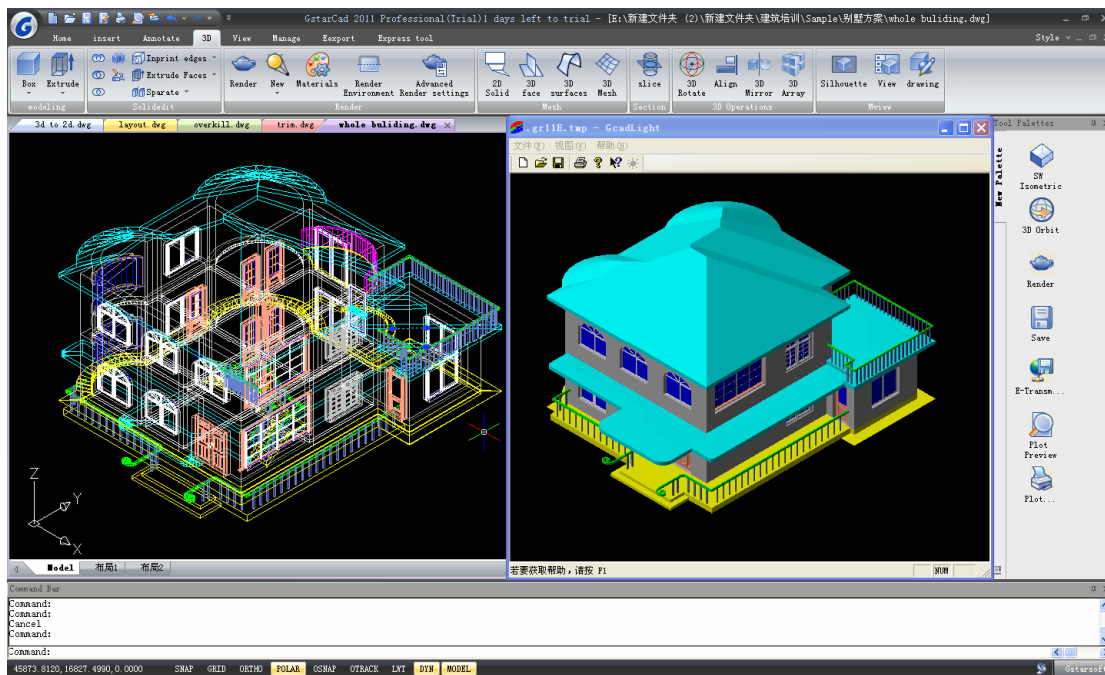 GstarCad 2011 Professional(Trial)1 days left to trial - [E:\新建文件夹 (2)\新建文件夹\建筑培训\Sample\别墅方案\whole buliding.dwg]
Home insert Annotate 3D View Manage Eexport Express tool Style
Inprint edges
Extrude Faces
Sparate
Box Extrude Render New Materials Render Environment Advanced Render settings 2D Solid 3D face 3D surfaces 3D Mesh slice 3D Rotate Align 3D Mirror 3D Array Silhouette View drawing
modeling Solidedit Render Mesh Section 3D Operations Mview
3d to 2d.dwg layout.dwg overkill.dwg trim.dwg whole buliding.dwg
.gr11E.tmp - GcadLight
文件(F) 视图(V) 帮助(H)
Tool Palettes
New Palette
SW Isometric
3D Orbit
Render
Save
E-Transm...
Plot Preview
Plot...
Z
Y
X
Model 布局1 布局2
若要获取帮助，请按 F1
NUM
Command Bar
Command:
Command:
Cancel
Command:
Command:
45873.8120,16827.4990,0.0000 SNAP GRID ORTHO POLAR OSNAP OTRACK LWT DYN MODEL Gstarsoft